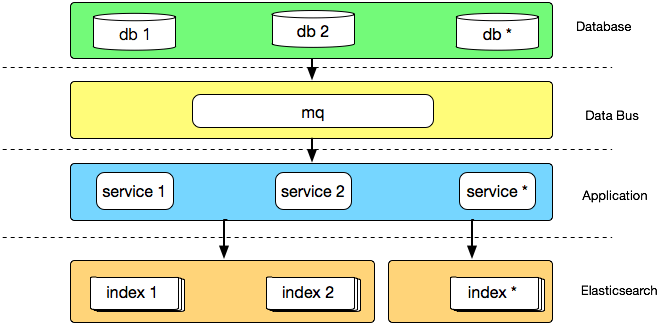 db 1
db 2
db *
Database
mq
Data Bus
service 1
service 2
service *
Application
index 1
index 2
index *
Elasticsearch